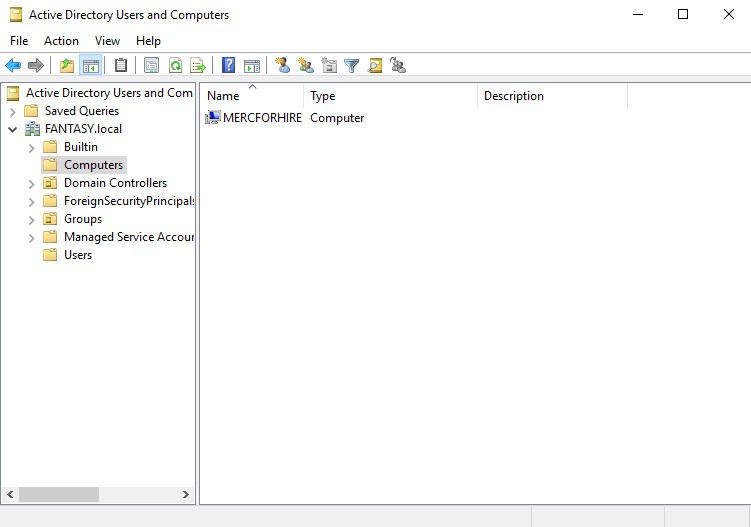 Active Directory Users and Computers
File Action View Help
Active Directory Users and Com
Saved Queries
FANTASY.local
Builtin
Computers
Domain Controllers
ForeignSecurityPrincipals
Groups
Managed Service Accour
Users
Name Type Description
MERCFORHIRE Computer